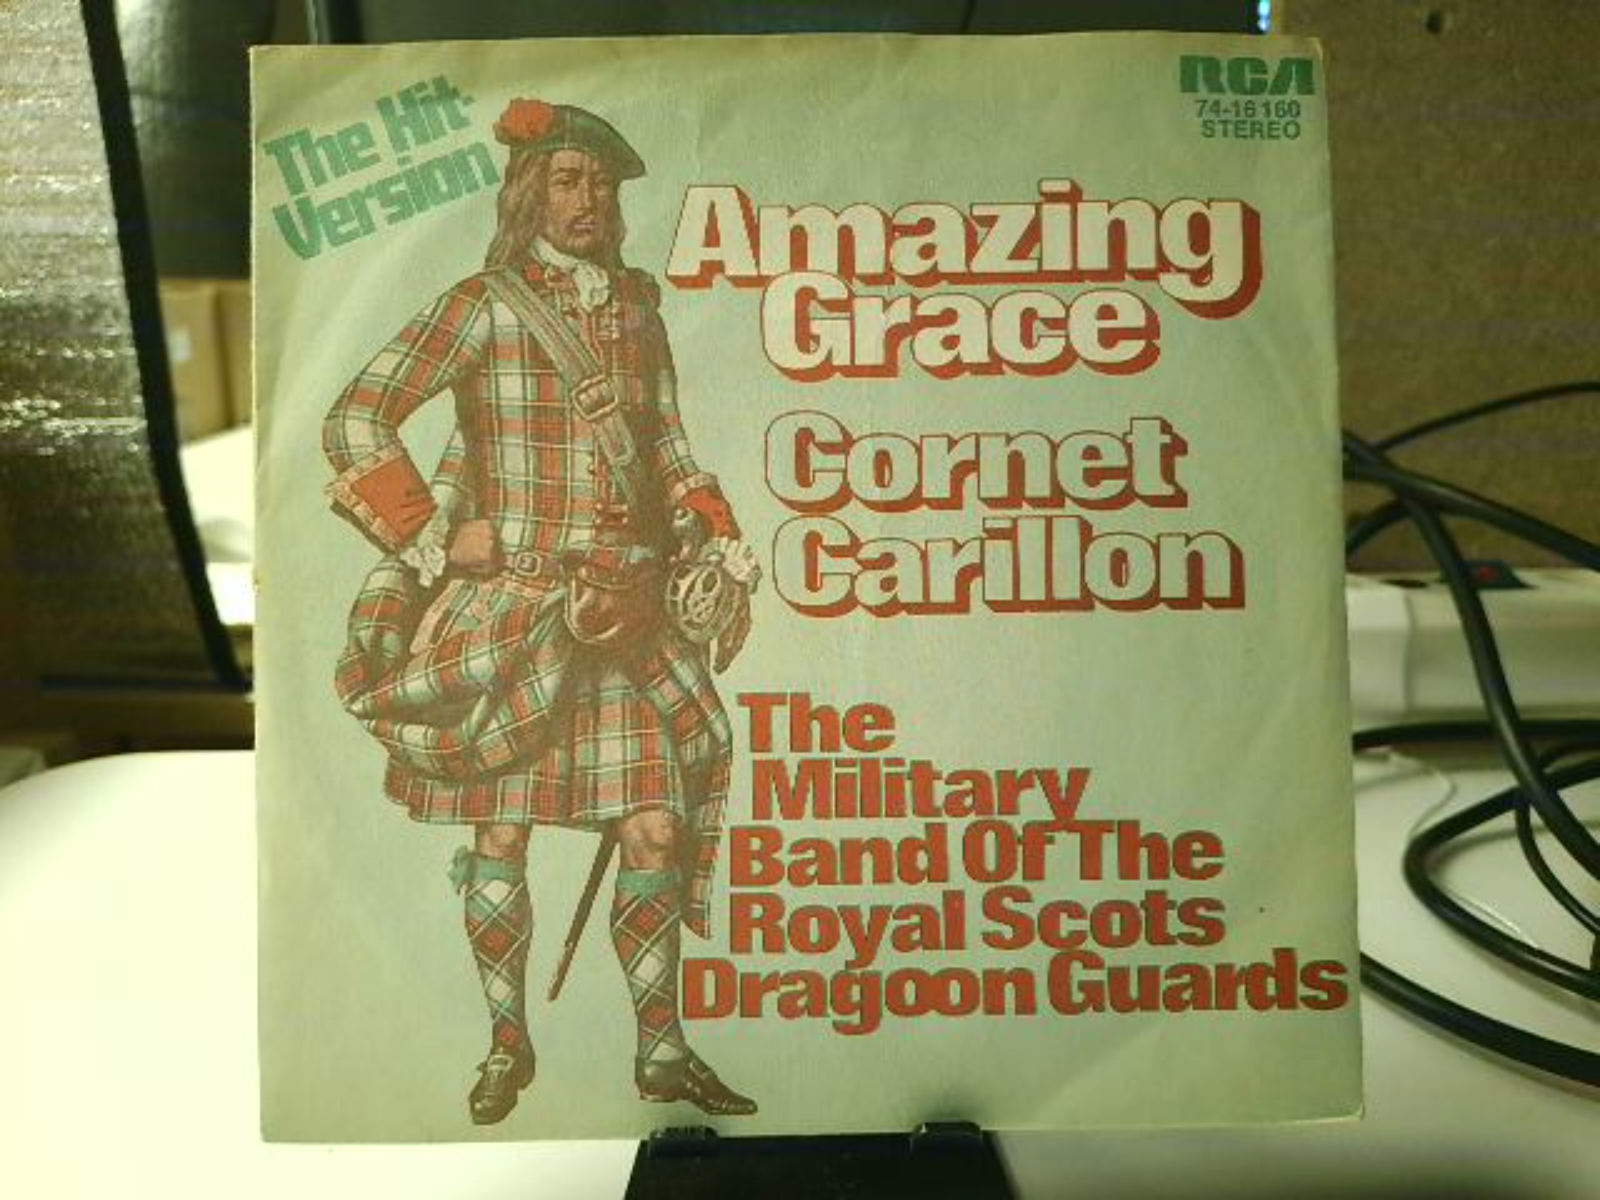 The Hit-
Version
RCA
74-16 160
STEREO
Amazing
Grace
Cornet
Carillon
The
Military
Band Of The
Royal Scots
Dragoon Guards